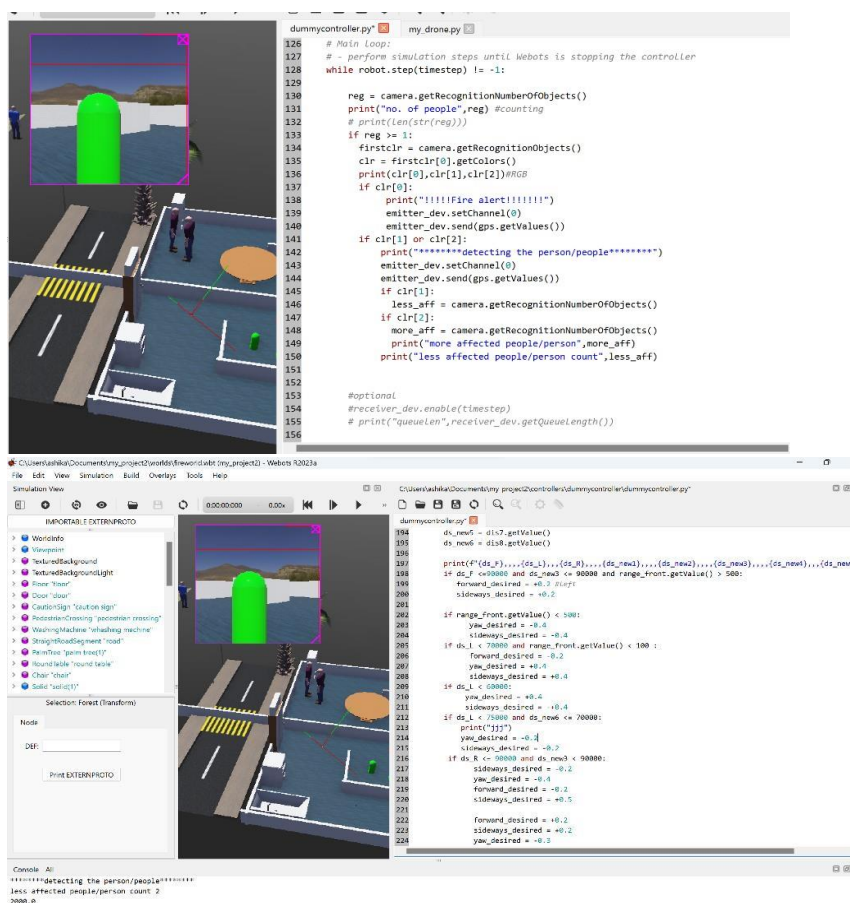 dummycontroller.py* my_drone.py
126 # Main loop:
127 # - perform simulation steps until Webots is stopping the controller
128 while robot.step(timestep) != -1:
129
130 reg = camera.getRecognitionNumberOfObjects()
131 print("no. of people",reg) #counting
132 # print(len(str(reg)))
133 if reg >= 1:
134 firstclr = camera.getRecognitionObjects()
135 clr = firstclr[0].getColors()
136 print(clr[0],clr[1],clr[2])#RGB
137 if clr[0]:
138 print("!!!!!Fire alert!!!!!!!")
139 emitter_dev.setChannel(0)
140 emitter_dev.send(gps.getValues())
141 if clr[1] or clr[2]:
142 print("********detecting the person/people********")
143 emitter_dev.setChannel(0)
144 emitter_dev.send(gps.getValues())
145 if clr[1]:
146 less_aff = camera.getRecognitionNumberOfObjects()
147 if clr[2]:
148 more_aff = camera.getRecognitionNumberOfObjects()
149 print("more affected people/person",more_aff)
150 print("less affected people/person count",less_aff)
151
152
153 #optional
154 #receiver_dev.enable(timestep)
155 # print("queuelen",receiver_dev.getQueueLength())
156
C:\Users\ashika\Documents\my_project2\worlds\fireworld.wbt (my_project2) - Webots R2023a
File Edit View Simulation Build Overlays Tools Help
Simulation View
C:\Users\ashika\Documents\my project2\controllers\dummycontroller\dummycontroller.py*
0:00:00:000 0.00x
IMPORTABLE EXTERNPROTO
dummycontroller.py*
WorldInfo
Viewpoint
TexturedBackground
TexturedBackgroundLight
Floor "floor"
Door "door"
CautionSign "caution sign"
PedestrianCrossing "pedestrian crossing"
WashingMachine "whashing machine"
StraightRoadSegment "road"
PalmTree "palm tree(1)"
RoundTable "round table"
Chair "chair"
Solid "solid(1)"
Selection: Forest (Transform)
Node
DEF:
Print EXTERNPROTO
194 ds_new5 = dis7.getValue()
195 ds_new6 = dis8.getValue()
196
197 print(f"{ds_F},,,,{ds_L},,,{ds_R},,,,{ds_new1},,,,{ds_new2},,,,{ds_new3},,,,{ds_new4},,,{ds_new
198 if ds_F <=90000 and ds_new3 <= 90000 and range_front.getValue() > 500:
199 forward_desired = +0.2 #left
200 sideways_desired = +0.2
201
202 if range_front.getValue() < 500:
203 yaw_desired = -0.4
204 sideways_desired = -0.4
205 if ds_L < 70000 and range_front.getValue() < 100 :
206 forward_desired = -0.2
207 yaw_desired = +0.4
208 sideways_desired = +0.4
209 if ds_L < 60000:
210 yaw_desired = +0.4
211 sideways_desired = -+0.4
212 if ds_L < 75000 and ds_new6 <= 70000:
213 print("jjj")
214 yaw_desired = -0.2
215 sideways_desired = -0.2
216 if ds_R <= 90000 and ds_new3 < 90000:
217 sideways_desired = -0.2
218 yaw_desired = -0.4
219 forward_desired = -0.2
220 sideways_desired = +0.5
221
222 forward_desired = +0.2
223 sideways_desired = +0.2
224 yaw_desired = -0.3
Console All
********detecting the person/people********
less affected people/person count 2
2000.0